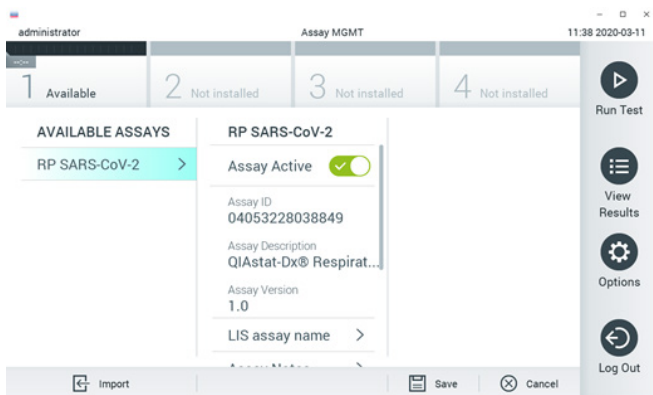 administrator
Assay MGMT
11:38 2020-03-11
--:--
1 Available
2 Not installed
3 Not installed
4 Not installed
Run Test
AVAILABLE ASSAYS
RP SARS-CoV-2
RP SARS-CoV-2
Assay Active
Assay ID
04053228038849
Assay Description
QIAstat-Dx® Respirat...
Assay Version
1.0
LIS assay name
View
Results
Options
Log Out
Import
Save
Cancel